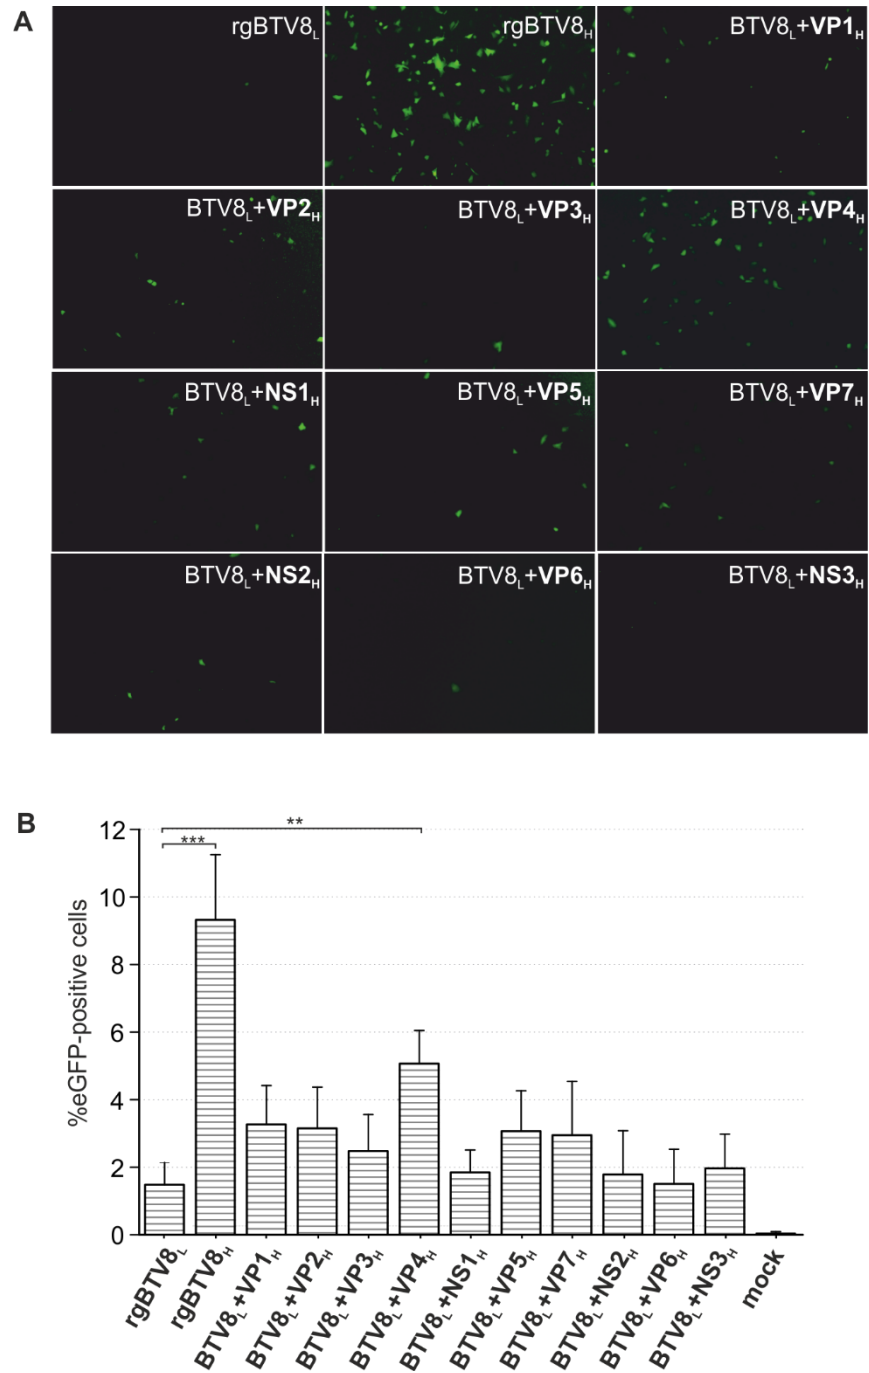 A
rgBTV8L rgBTV8H BTV8L+VP1H
BTV8L+VP2H BTV8L+VP3H BTV8L+VP4H
BTV8L+NS1H BTV8L+VP5H BTV8L+VP7H
BTV8L+NS2H BTV8L+VP6H BTV8L+NS3H
B
%eGFP-positive cells
12
10
8
6
4
2
0
**
***
rgBTV8L
rgBTV8H
BTV8L+VP1H
BTV8L+VP2H
BTV8L+VP3H
BTV8L+VP4H
BTV8L+NS1H
BTV8L+VP5H
BTV8L+VP7H
BTV8L+NS2H
BTV8L+VP6H
BTV8L+NS3H
mock